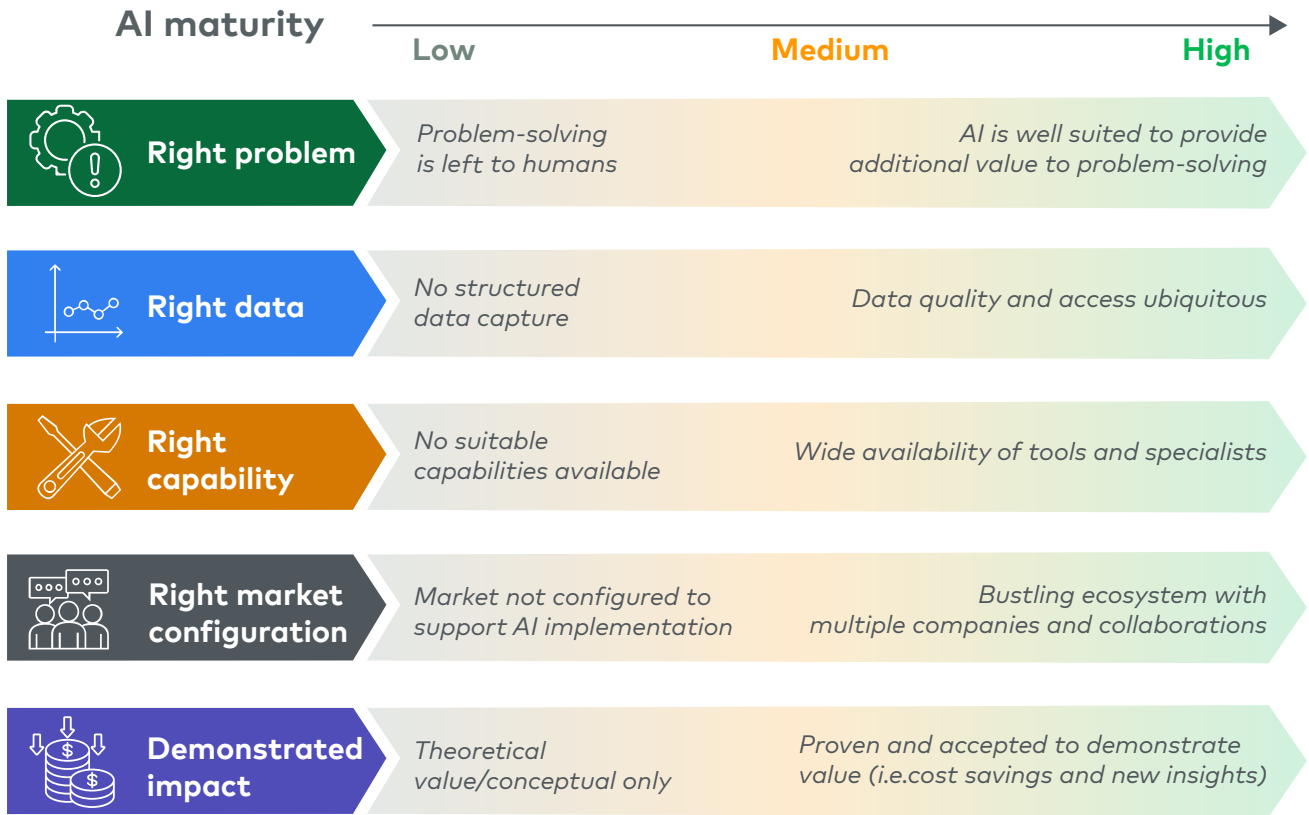 AI maturity
Low
Medium
High
Right problem
Problem-solving
is left to humans
AI is well suited to provide
additional value to problem-solving
Right data
No structured
data capture
Data quality and access ubiquitous
Right
capability
No suitable
capabilities available
Wide availability of tools and specialists
Right market
configuration
Market not configured to
support AI implementation
Bustling ecosystem with
multiple companies and collaborations
$
$
Demonstrated
impact
Theoretical
value/conceptual only
Proven and accepted to demonstrate
value (i.e.cost savings and new insights)